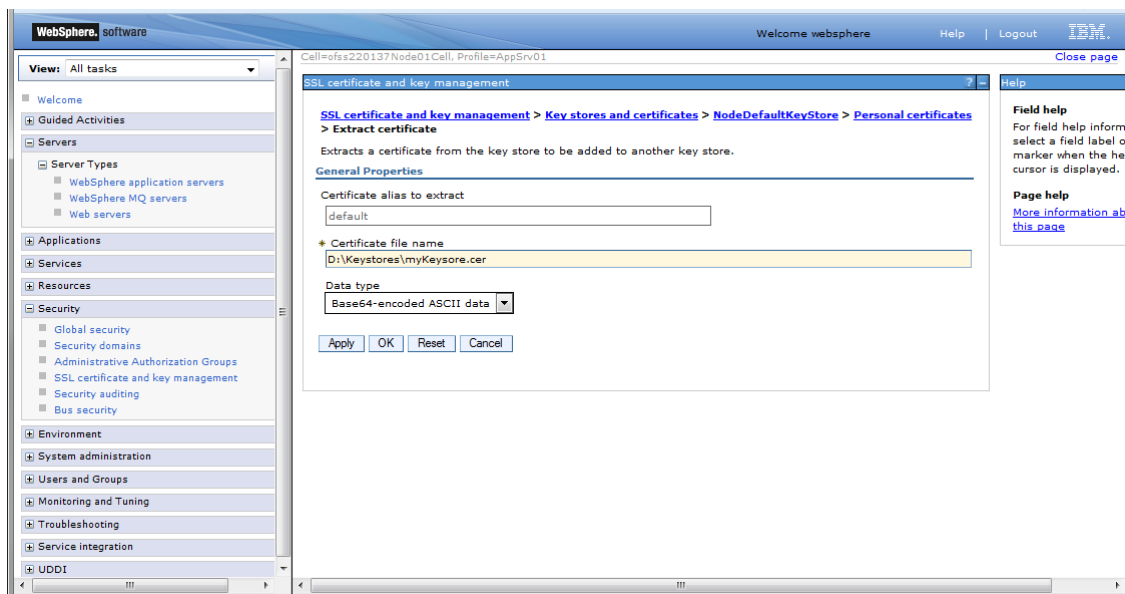 WebSphere. software
Welcome websphere
Help | Logout
IBM.
View: All tasks
Welcome
Guided Activities
Servers
Server Types
WebSphere application servers
WebSphere MQ servers
Web servers
Applications
Services
Resources
Security
Global security
Security domains
Administrative Authorization Groups
SSL certificate and key management
Security auditing
Bus security
Environment
System administration
Users and Groups
Monitoring and Tuning
Troubleshooting
Service integration
UDDI
Cell=ofss220137Node01Cell, Profile=AppSrv01
Close page
SSL certificate and key management
? -
SSL certificate and key management > Key stores and certificates > NodeDefaultKeyStore > Personal certificates
> Extract certificate
Extracts a certificate from the key store to be added to another key store.
General Properties
Certificate alias to extract
default
* Certificate file name
D:\Keystores\myKeysore.cer
Data type
Base64-encoded ASCII data
Apply OK Reset Cancel
Help
Field help
For field help inform
select a field label o
marker when the he
cursor is displayed.
Page help
More information ab
this page